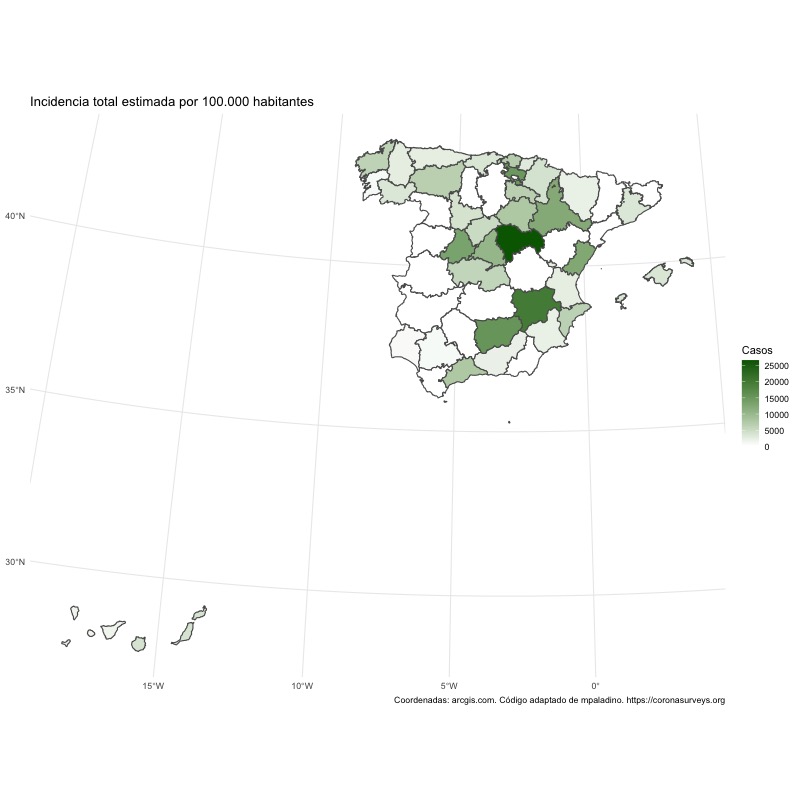 Incidencia total estimada por 100.000 habitantes
40°N
35°N
30°N
15°W
10°W
5°W
0°
Casos
25000
20000
15000
10000
5000
0
Coordenadas: arcgis.com. Código adaptado de mpaladino. https://coronasurveys.org